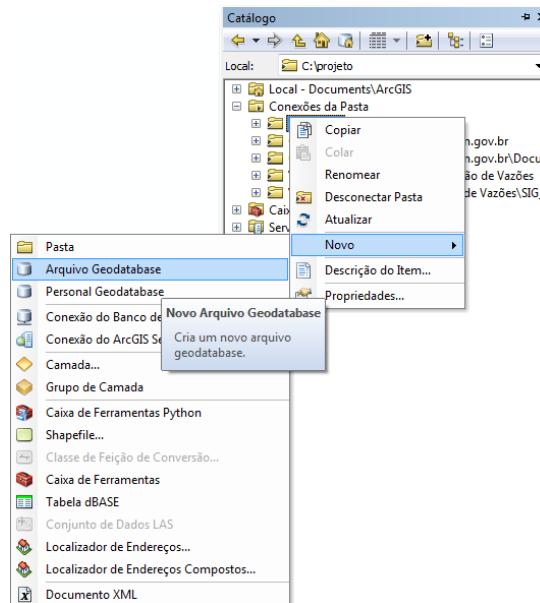 Catálogo
Local: C:\projeto
Local - Documents\ArcGIS
Conexões da Pasta
Copiar
n.gov.br
Colar
n.gov.br\Docu
Renomear
ão de Vazões
Desconectar Pasta
de Vazões\SIG_
Caix
Atualizar
Serv
Novo
Descrição do Item...
Propriedades...
Pasta
Arquivo Geodatabase
Personal Geodatabase
Conexão do Banco de
Conexão do ArcGIS Se
Novo Arquivo Geodatabase
Cria um novo arquivo
geodatabase.
Camada...
Grupo de Camada
Caixa de Ferramentas Python
Shapefile...
Classe de Feição de Conversão...
Caixa de Ferramentas
Tabela dBASE
Conjunto de Dados LAS
Localizador de Endereços...
Localizador de Endereços Compostos...
Documento XML